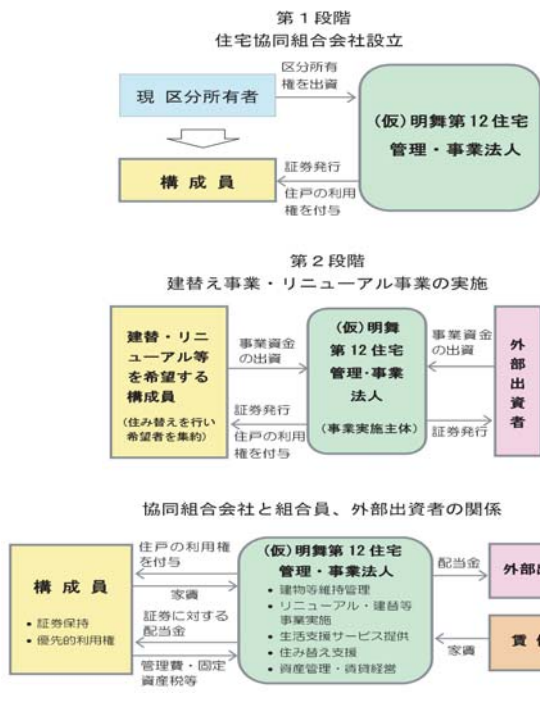 第１段階
住宅協同組合会社設立
現 区分所有者
区分所有
権を出資
(仮)明舞第12住宅
管理・事業法人
構 成 員
証券発行
住戸の利用
権を付与
第２段階
建替え事業・リニューアル事業の実施
建替・リニ
ューアル等
を希望する
構成員
(住み替えを行い
希望者を集約)
事業資金
の出資
証券発行
住戸の利用
権を付与
(仮)明舞
第12住宅
管理・事業
法人
(事業実施主体)
事業資金
の出資
証券発行
外
部
出
資
者
協同組合会社と組合員、外部出資者の関係
構 成 員
• 証券保持
• 優先的利用権
住戸の利用権
を付与
家賃
証券に対する
配当金
管理費・固定
資産税等
(仮)明舞第12住宅
管理・事業法人
• 建物等維持管理
• リニューアル・建替等
事業実施
• 生活支援サービス提供
• 住み替え支援
• 資産管理・賃貸経営
配当金
外部
家賃
賃